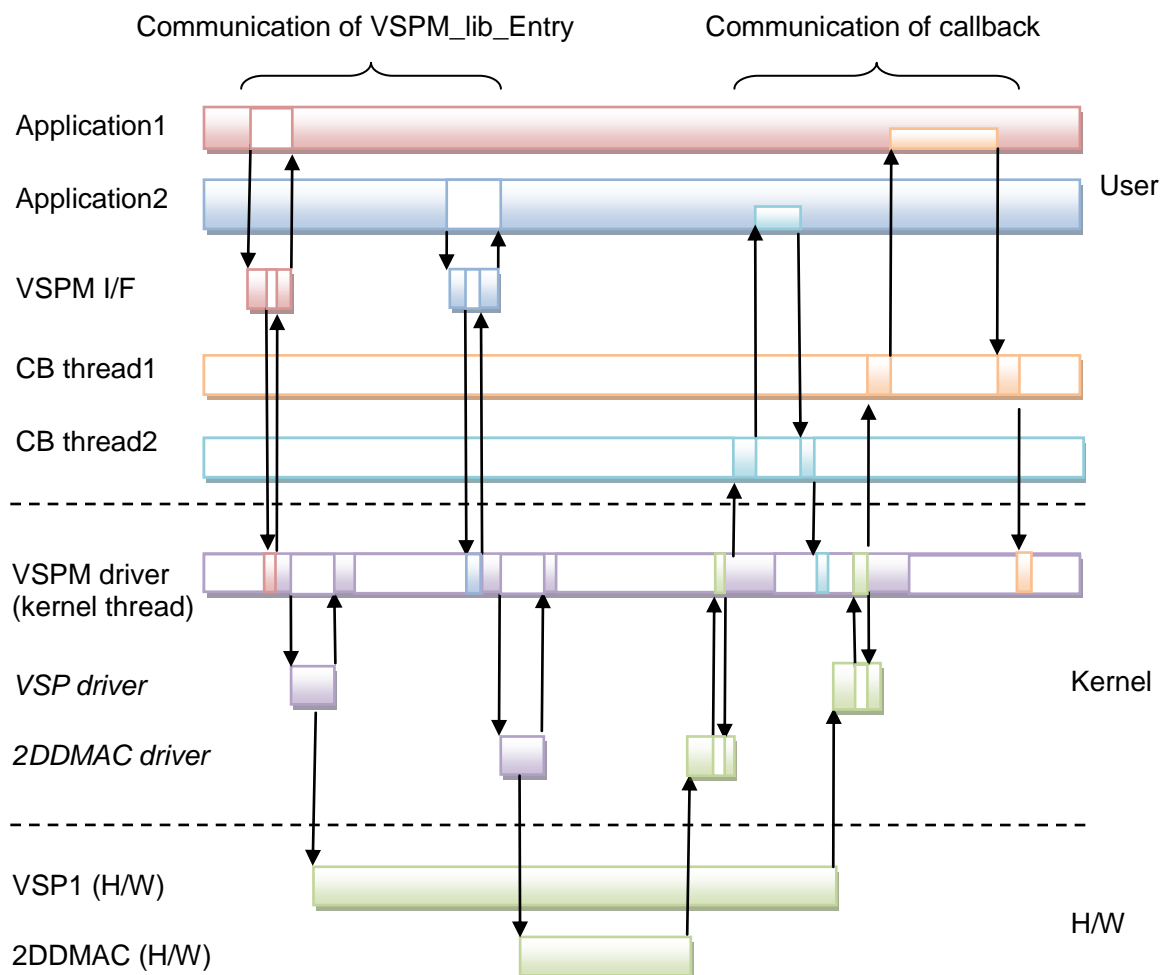 Communication of VSPM_lib_Entry
Communication of callback
Application1
Application2
User
VSPM I/F
CB thread1
CB thread2
VSPM driver
(kernel thread)
VSP driver
Kernel
2DDMAC driver
VSP1 (H/W)
H/W
2DDMAC (H/W)